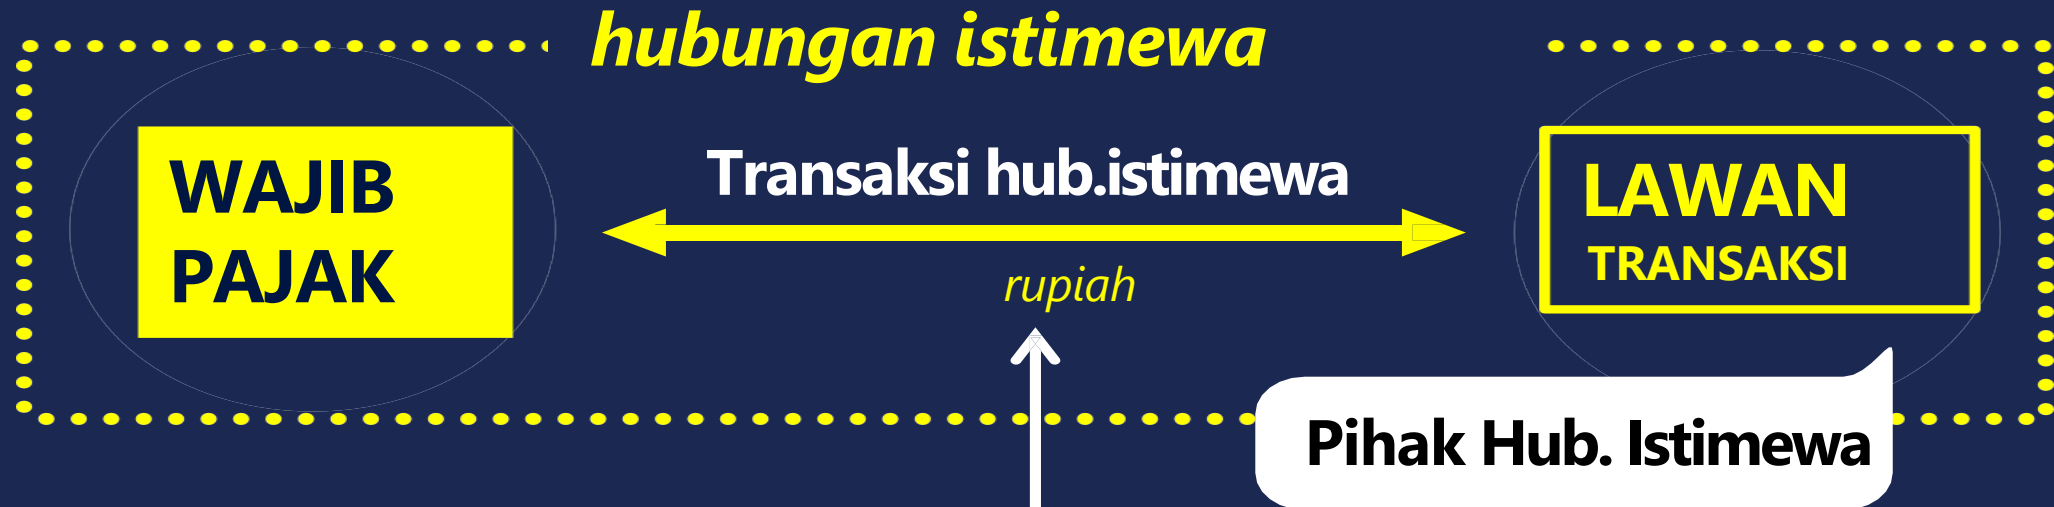 hubungan istimewa
WAJIB
PAJAK
Transaksi hub.istimewa
rupiah
LAWAN
TRANSAKSI
Pihak Hub. Istimewa